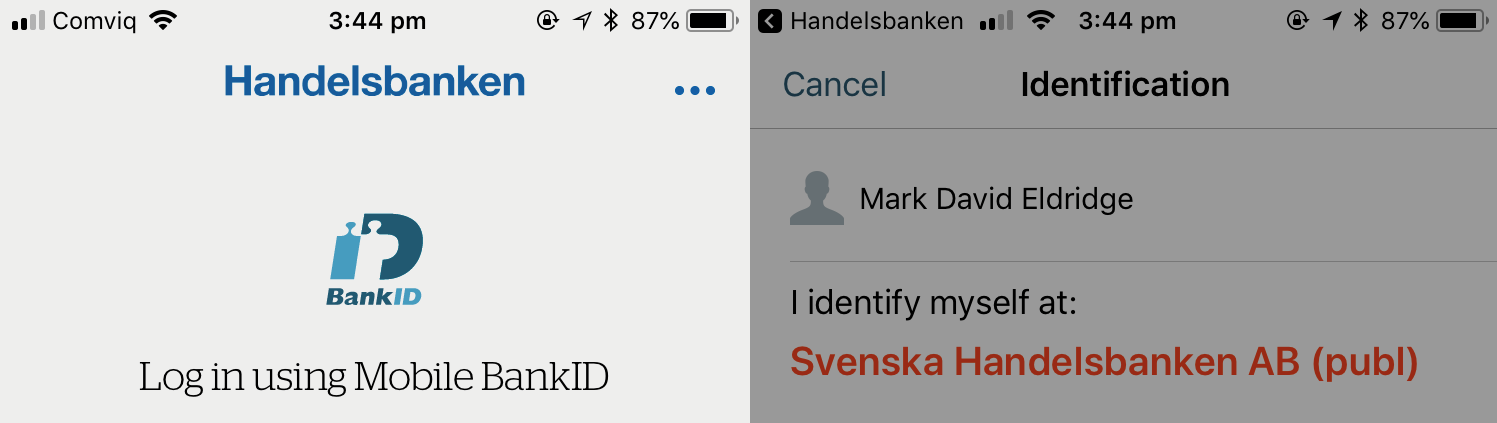 Comviq 3:44 pm 87%
Handelsbanken
BankID
Log in using Mobile BankID
Handelsbanken 3:44 pm 87%
Cancel Identification
Mark David Eldridge
I identify myself at:
Svenska Handelsbanken AB (publ)